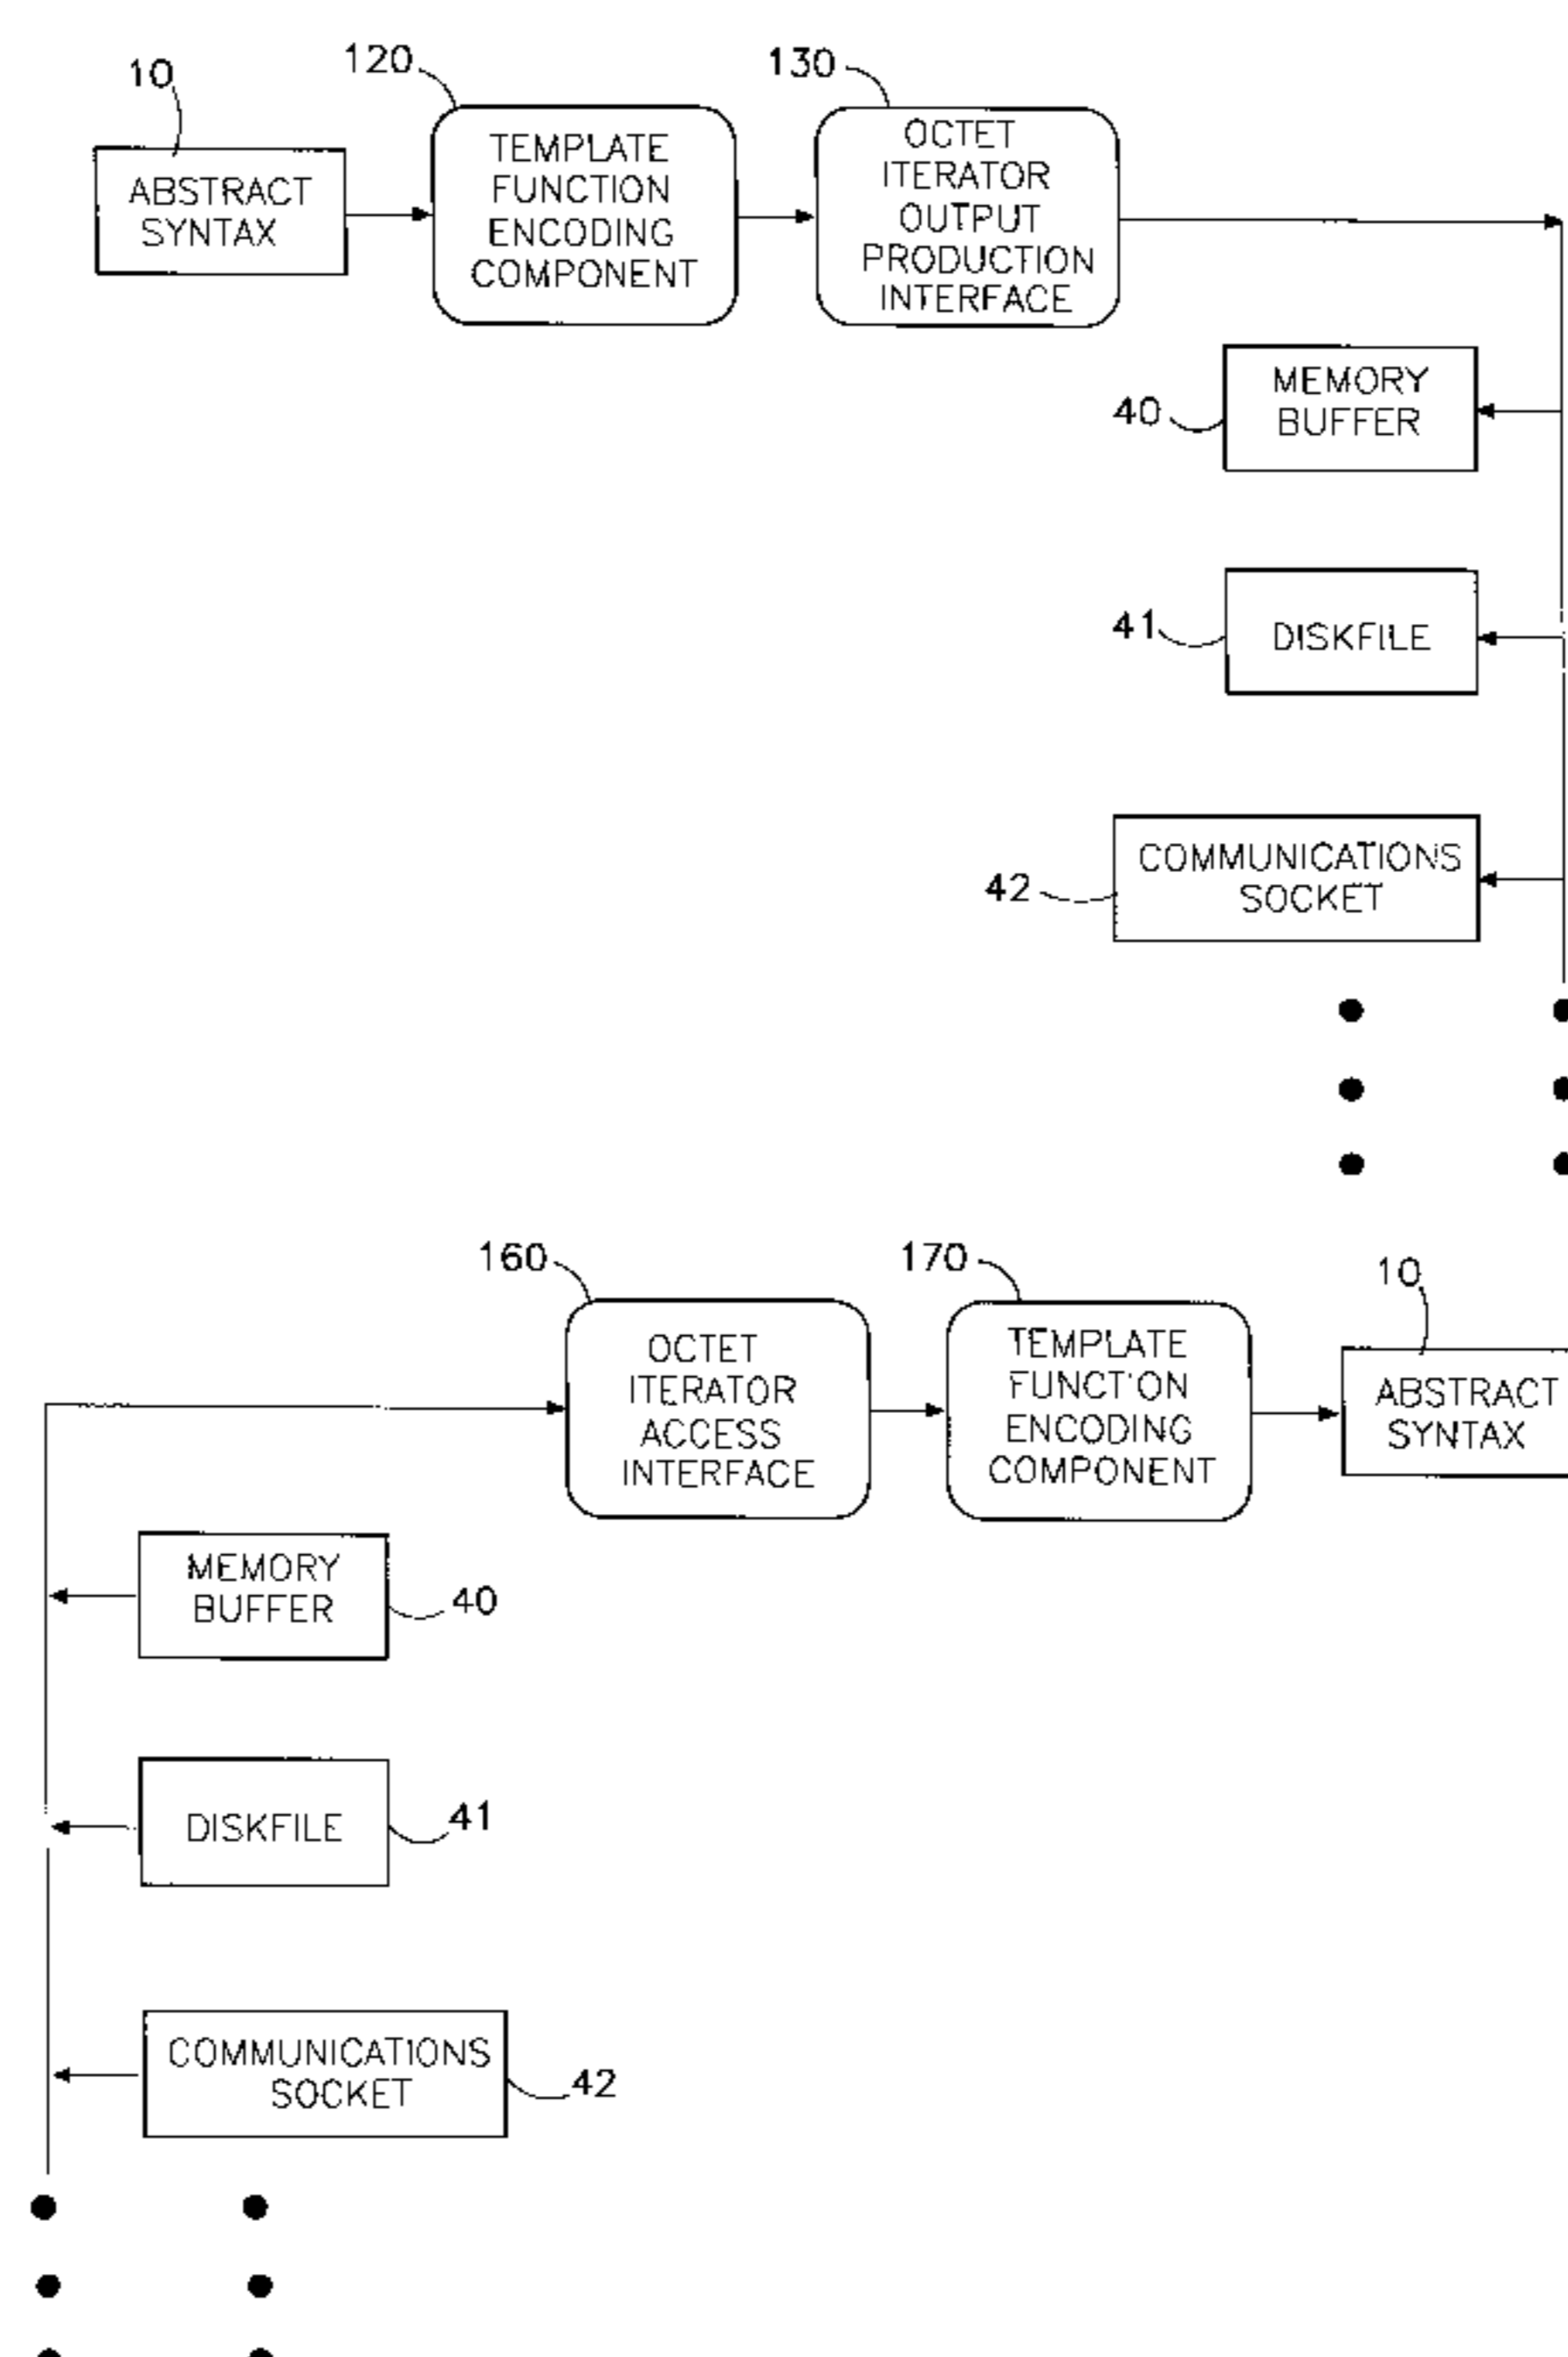 10
120
130
ABSTRACT
SYNTAX
TEMPLATE
FUNCTION
ENCODING
COMPONENT
OCTET
ITERATOR
OUTPUT
PRODUCTION
INTERFACE
40
MEMORY
BUFFER
41
DISKFILE
42
COMMUNICATIONS
SOCKET
160
170
10
OCTET
ITERATOR
ACCESS
INTERFACE
TEMPLATE
FUNCTION
ENCODING
COMPONENT
ABSTRACT
SYNTAX
MEMORY
BUFFER
40
DISKFILE
41
COMMUNICATIONS
SOCKET
42